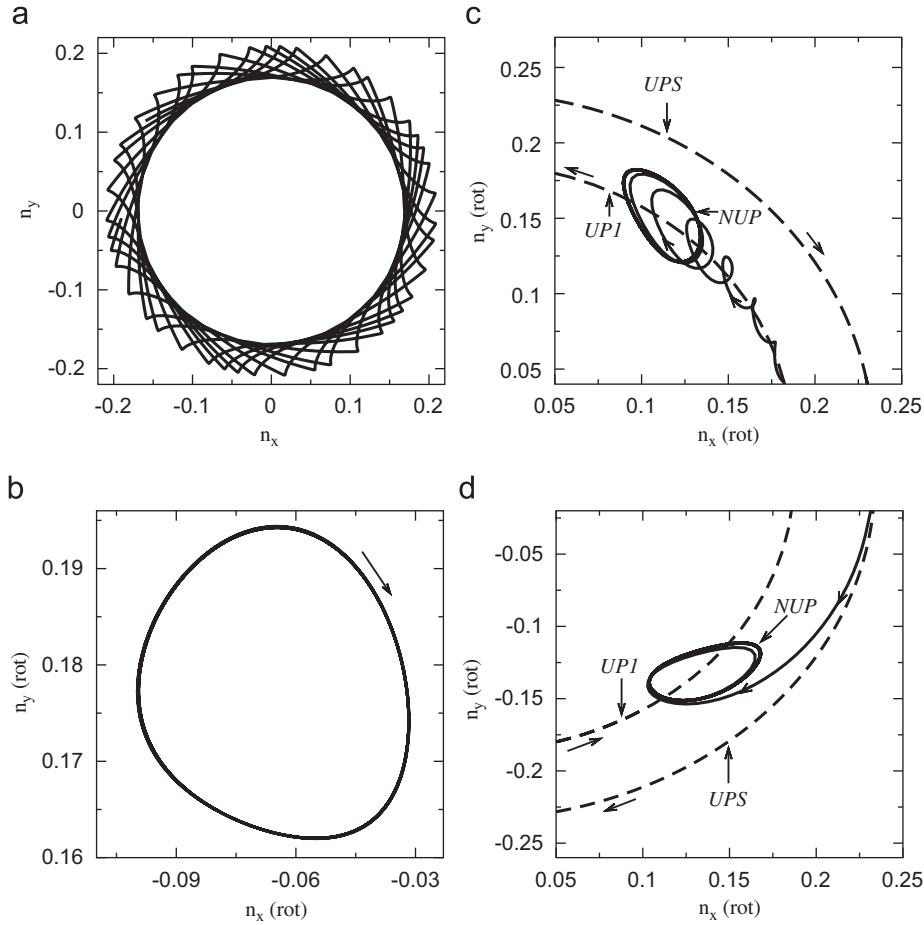 a
0.2
0.1
0
-0.1
-0.2
n_y
-0.2 -0.1 0 0.1 0.2
n_x
c
0.25
0.2
0.15
0.1
0.05
n_y (rot)
UPS
UP1
NUP
0.05 0.1 0.15 0.2 0.25
n_x (rot)
b
0.19
0.18
0.17
0.16
n_y (rot)
-0.09 -0.06 -0.03
n_x (rot)
d
-0.05
-0.1
-0.15
-0.2
-0.25
n_y (rot)
NUP
UP1
UPS
0.05 0.1 0.15 0.2 0.25
n_x (rot)